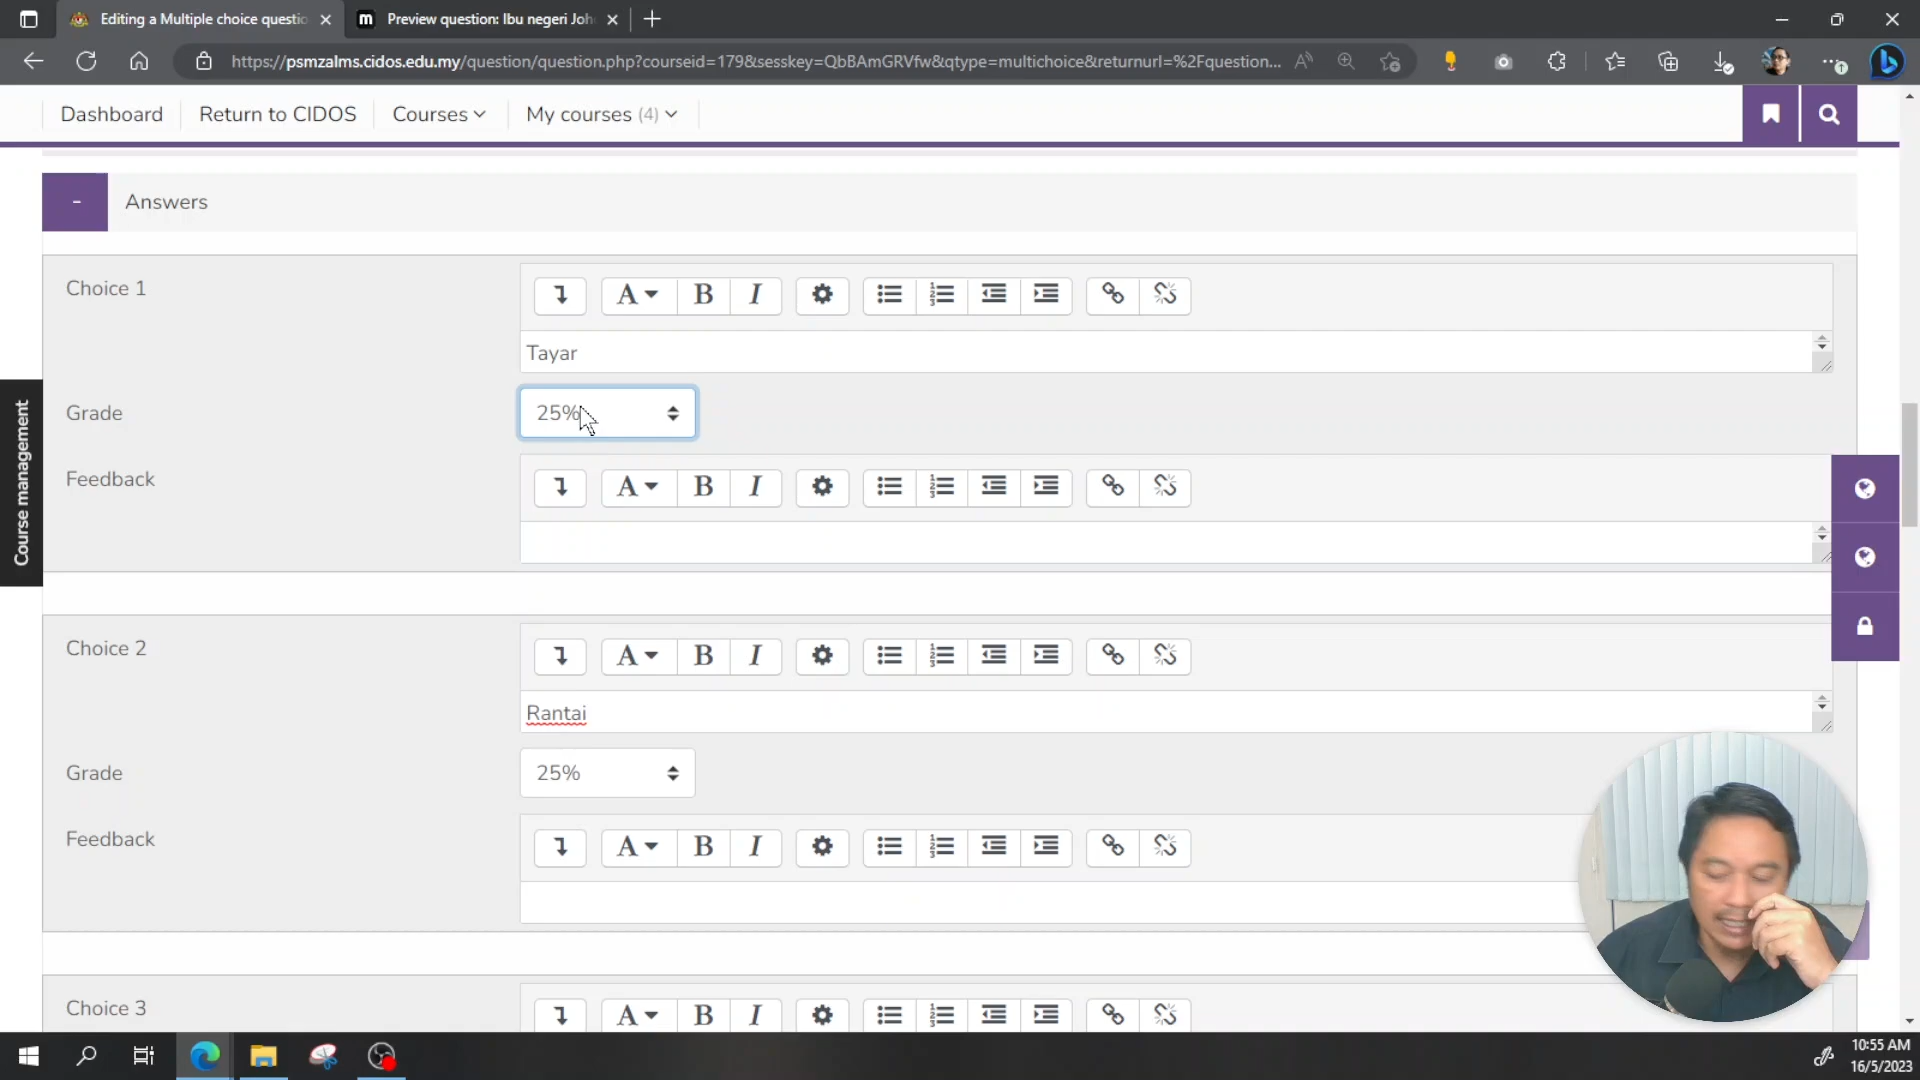 Editing a Multiple choice questio
Preview question: Ibu negeri Joh
https://psmzalms.cidos.edu.my/question/question.php?courseid=179&sesskey=QbBAmGRVfw&qtype=multichoice&returnurl=%2Fquestion...
Dashboard
Return to CIDOS
Courses
My courses (4)
- Answers
Choice 1
Tayar
Grade
25%
Feedback
Choice 2
Rantai
Grade
25%
Feedback
Choice 3
Course management
10:55 AM
16/5/2023